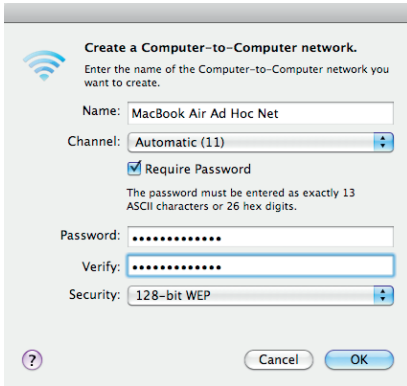 Create a Computer-to-Computer network.
Enter the name of the Computer-to-Computer network you
want to create.
Name: MacBook Air Ad Hoc Net
Channel: Automatic (11)
Require Password
The password must be entered as exactly 13
ASCII characters or 26 hex digits.
Password: •••••••••••••
Verify: •••••••••••••
Security: 128-bit WEP
? Cancel OK